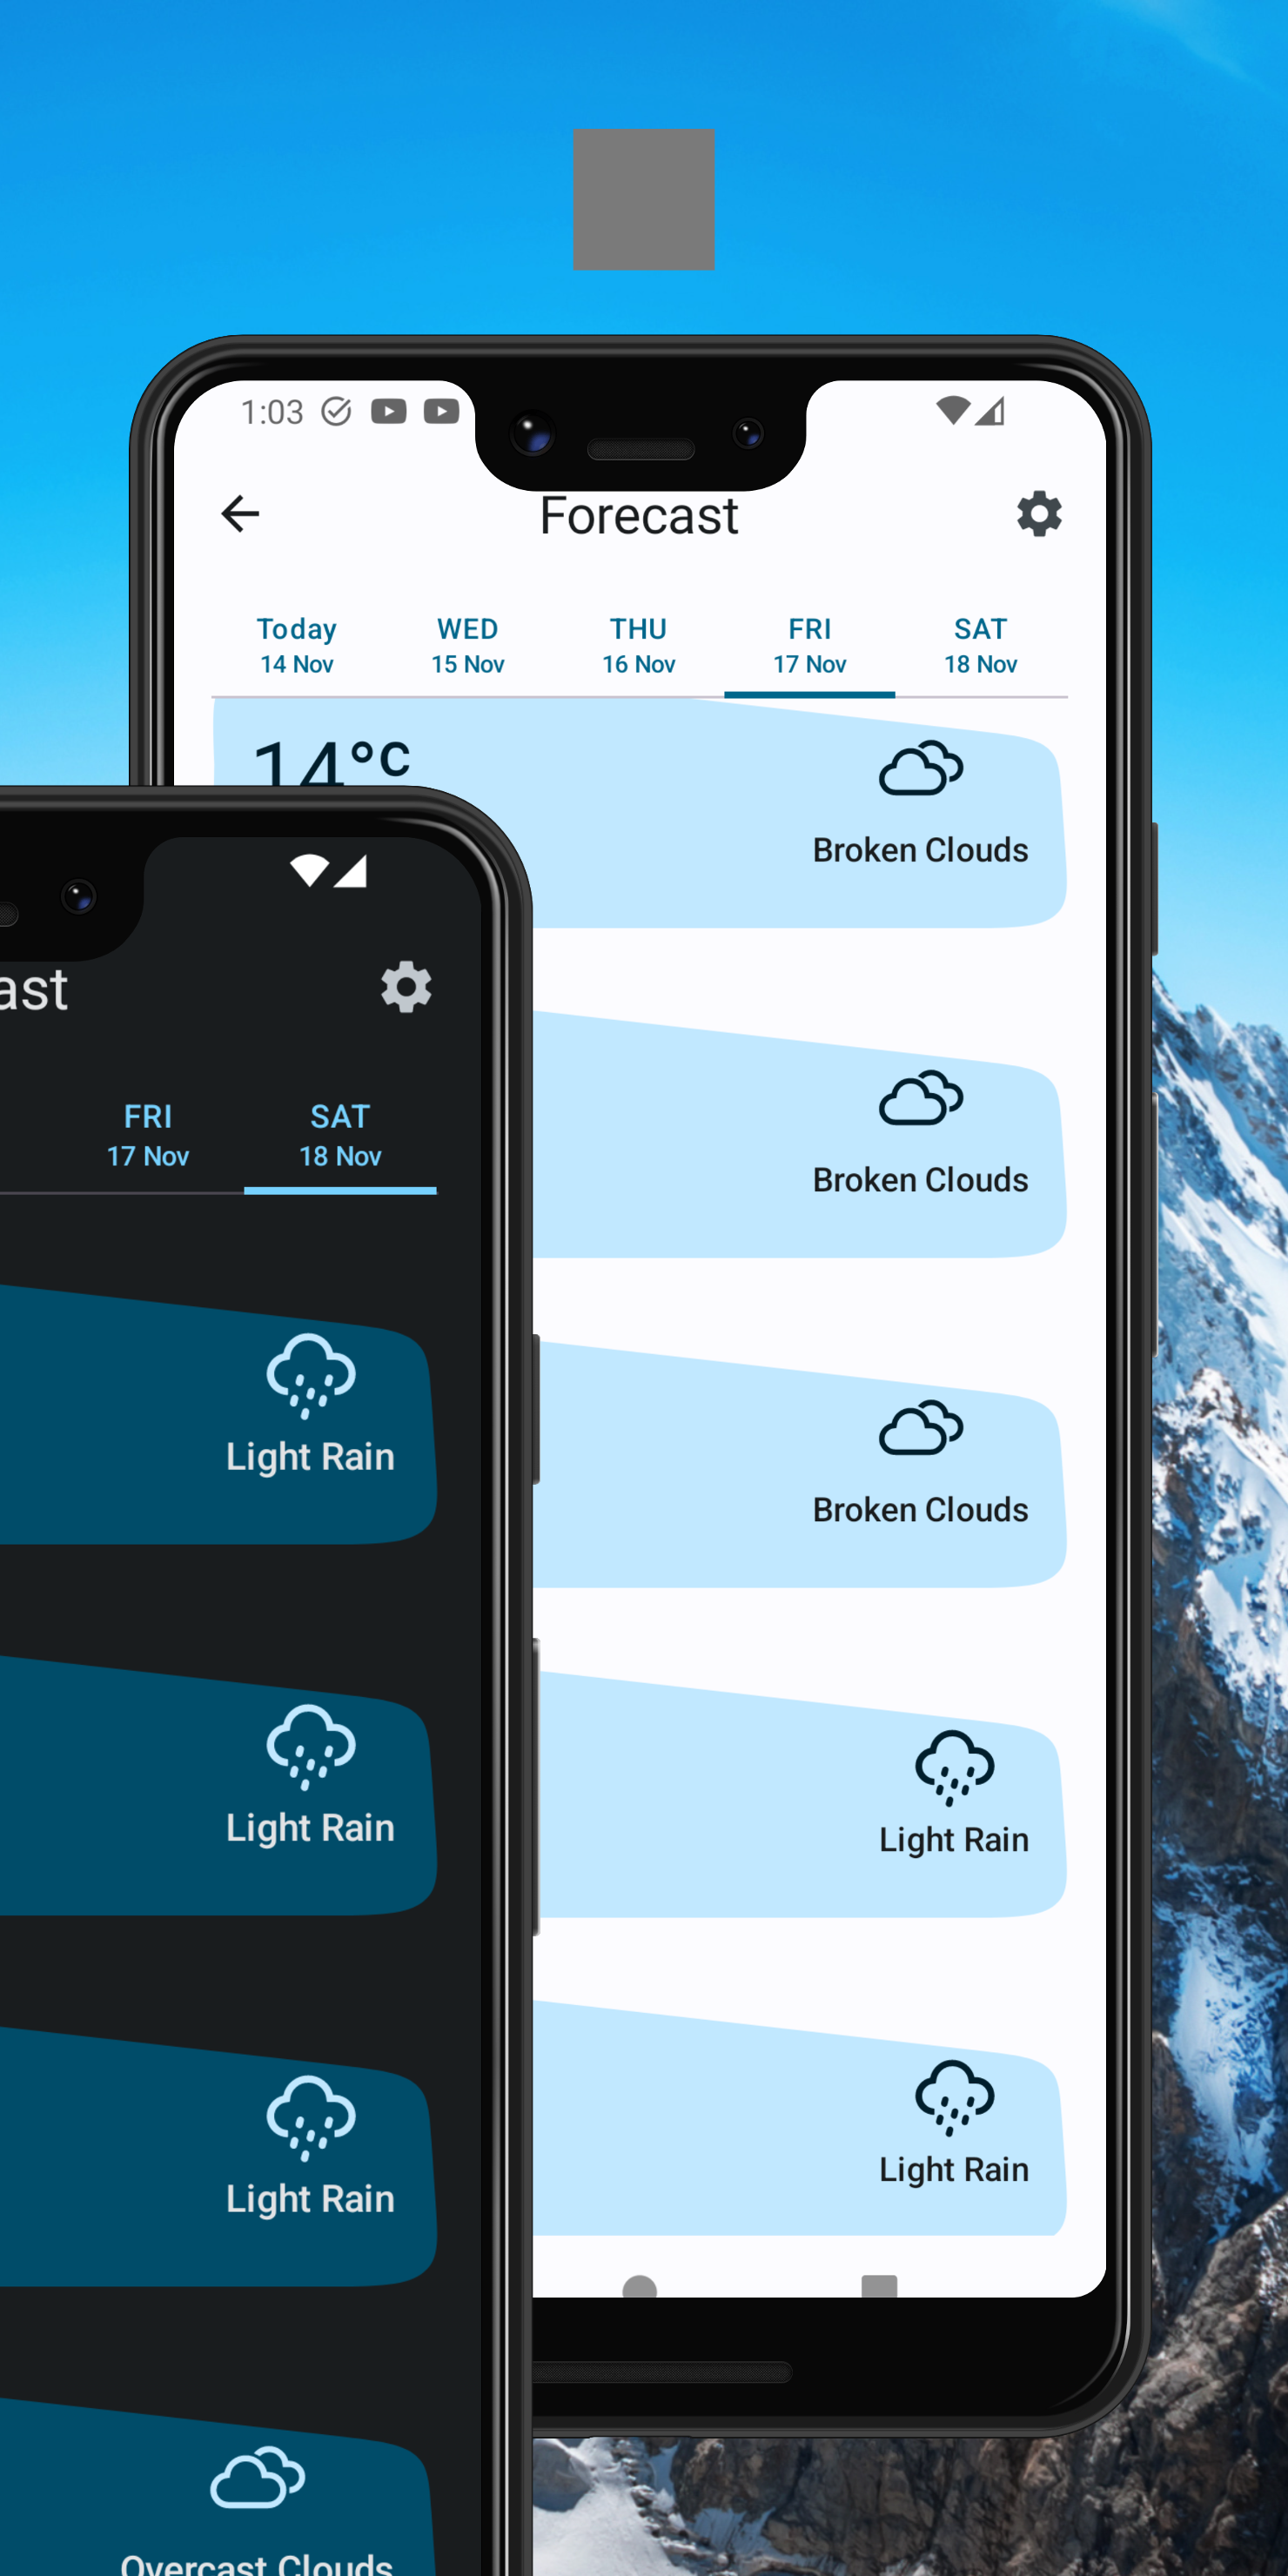 1:03
Forecast
Today WED THU FRI SAT
14 Nov 15 Nov 16 Nov 17 Nov 18 Nov
14°C
Broken Clouds
Broken Clouds
Broken Clouds
Light Rain
Light Rain
ast
FRI SAT
17 Nov 18 Nov
Light Rain
Light Rain
Light Rain
Overcast Clouds